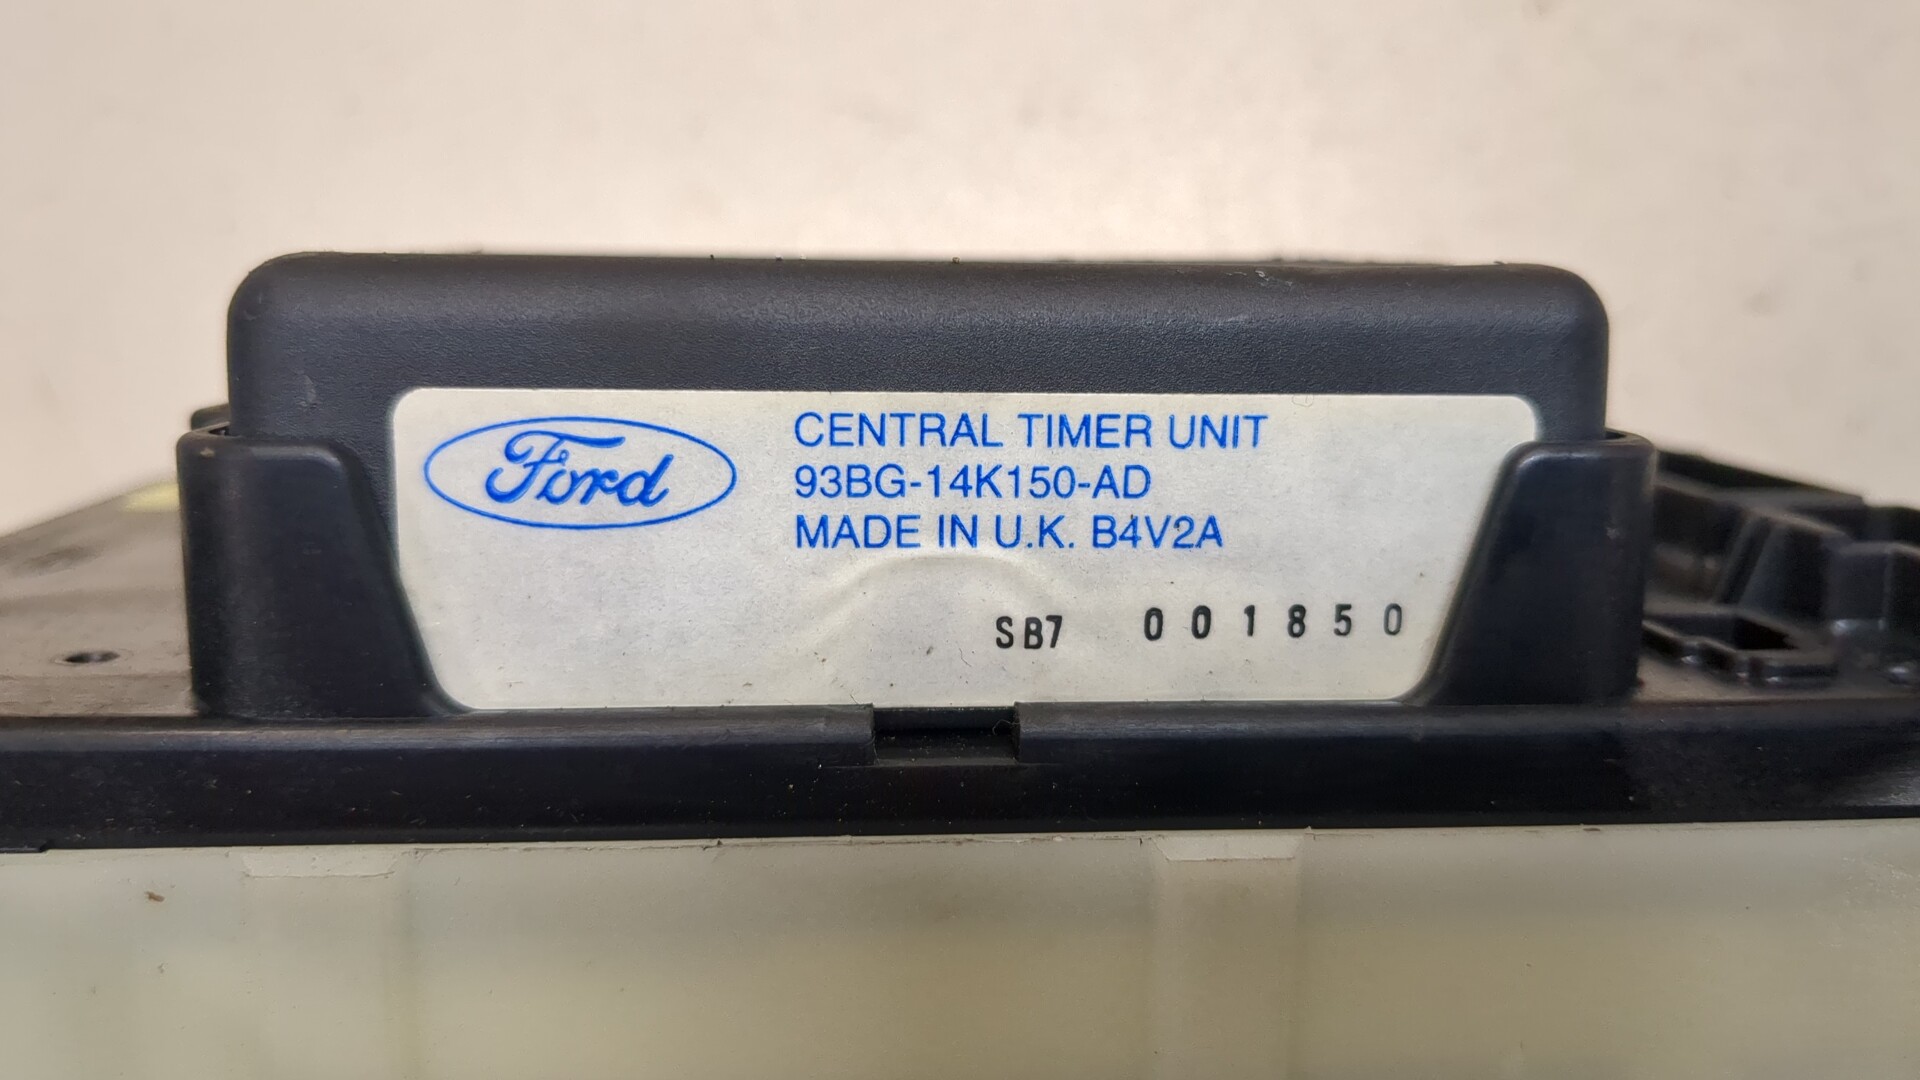 Ford
CENTRAL TIMER UNIT
93BG-14K150-AD
MADE IN U.K. B4V2A
SB7 001850